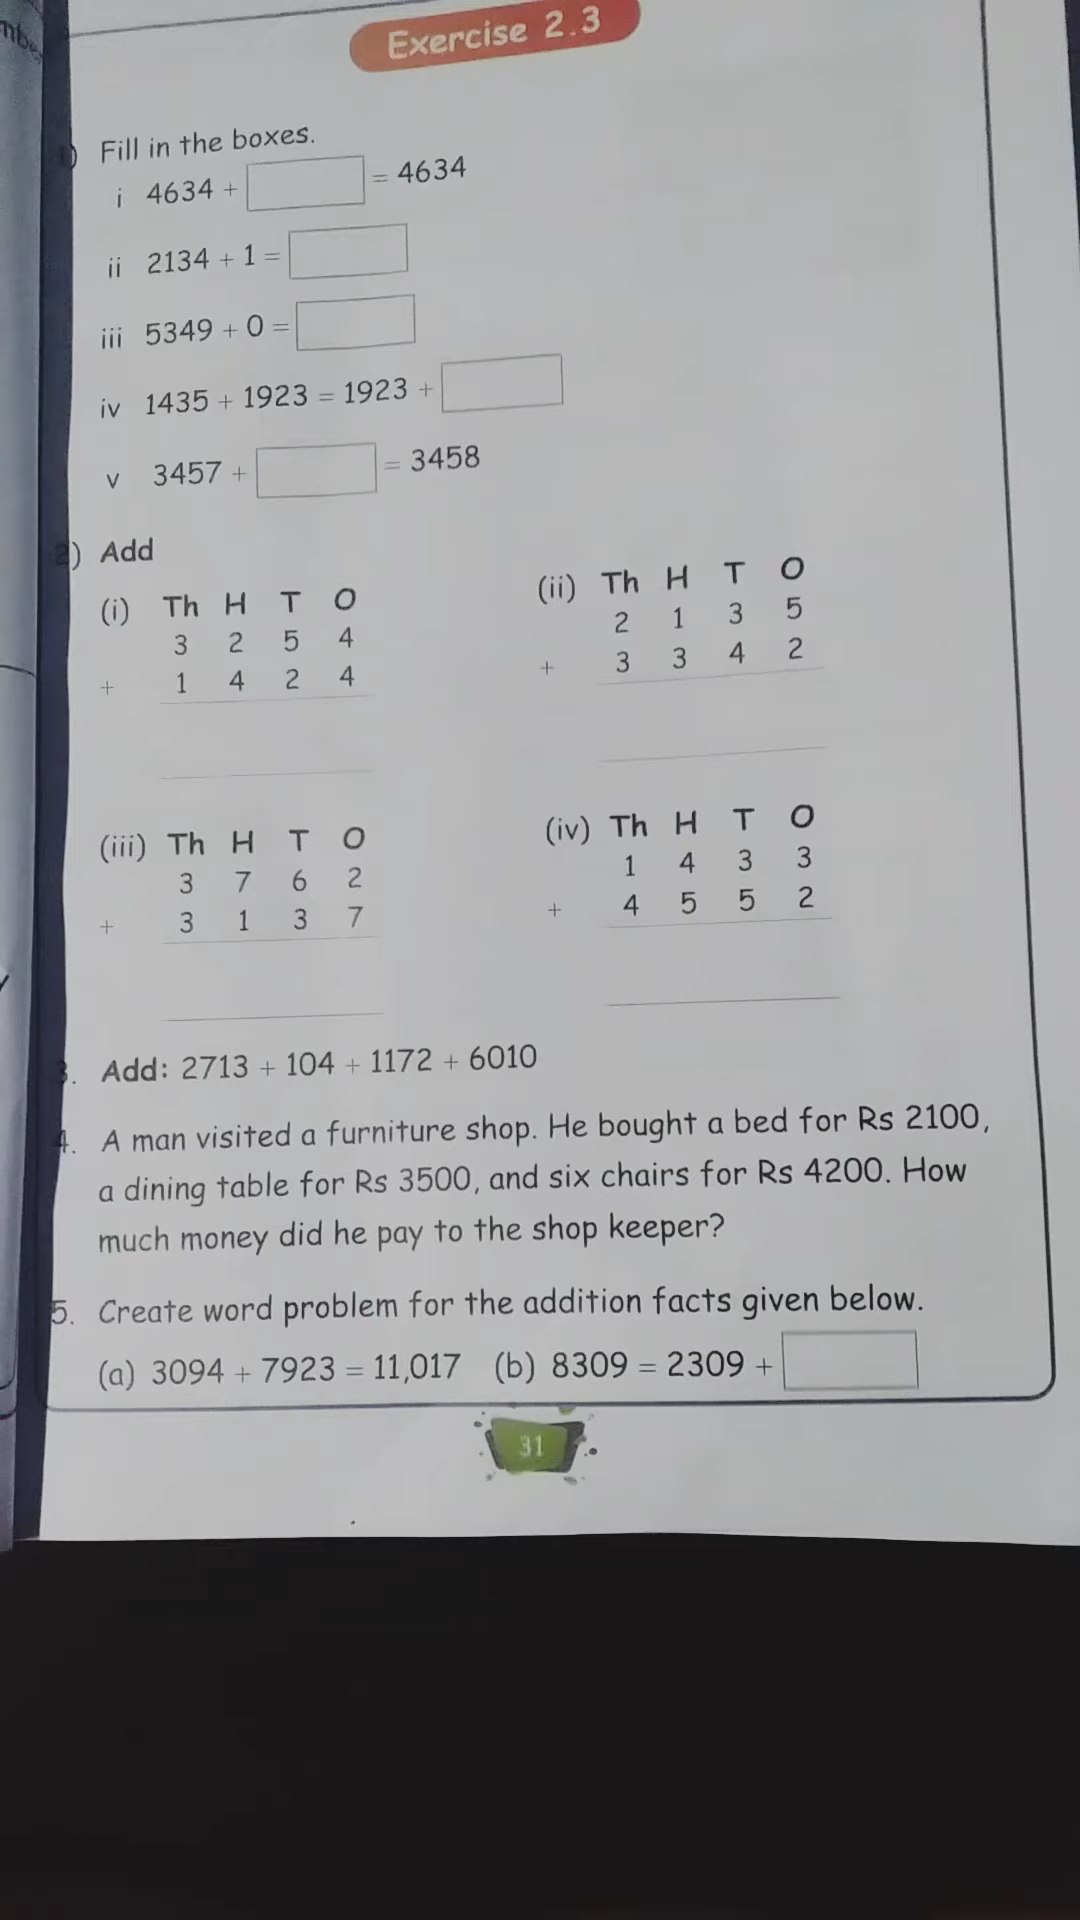 Exercise 2.3
Fill in the boxes.
i 4634 + = 4634
ii 2134 + 1 =
iii 5349 + 0 =
iv 1435 + 1923 = 1923 +
v 3457 + = 3458
2) Add
(i) Th H T O
3 2 5 4
+ 1 4 2 4
(ii) Th H T O
2 1 3 5
+ 3 3 4 2
(iii) Th H T O
3 7 6 2
+ 3 1 3 7
(iv) Th H T O
1 4 3 3
+ 4 5 5 2
3. Add: 2713 + 104 + 1172 + 6010
4. A man visited a furniture shop. He bought a bed for Rs 2100,
a dining table for Rs 3500, and six chairs for Rs 4200. How
much money did he pay to the shop keeper?
5. Create word problem for the addition facts given below.
(a) 3094 + 7923 = 11,017 (b) 8309 = 2309 +
31